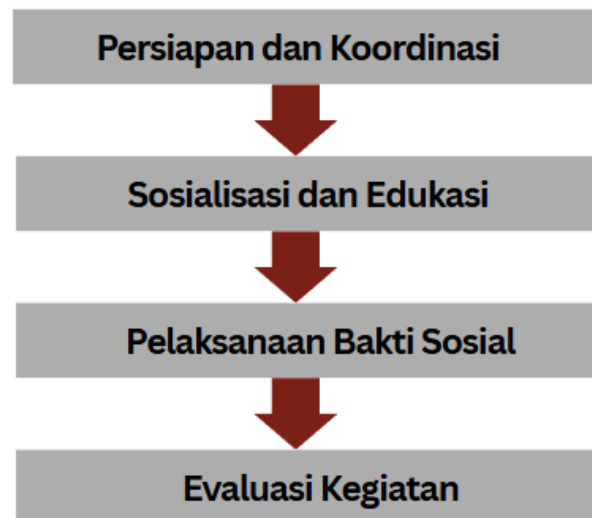 Persiapan dan Koordinasi
Sosialisasi dan Edukasi
Pelaksanaan Bakti Sosial
Evaluasi Kegiatan